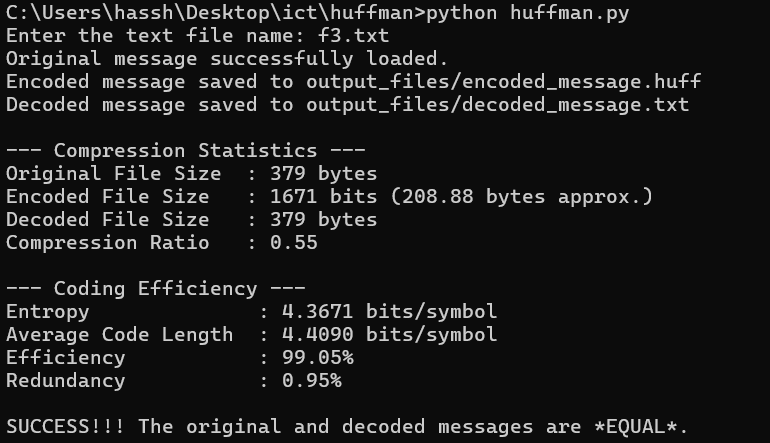 C:\Users\hassh\Desktop\ict\huffman>python huffman.py
Enter the text file name: f3.txt
Original message successfully loaded.
Encoded message saved to output_files/encoded_message.huff
Decoded message saved to output_files/decoded_message.txt
--- Compression Statistics ---
Original File Size  : 379 bytes
Encoded File Size   : 1671 bits (208.88 bytes approx.)
Decoded File Size   : 379 bytes
Compression Ratio   : 0.55
--- Coding Efficiency ---
Entropy              : 4.3671 bits/symbol
Average Code Length  : 4.4090 bits/symbol
Efficiency           : 99.05%
Redundancy           : 0.95%
SUCCESS!!! The original and decoded messages are *EQUAL*.